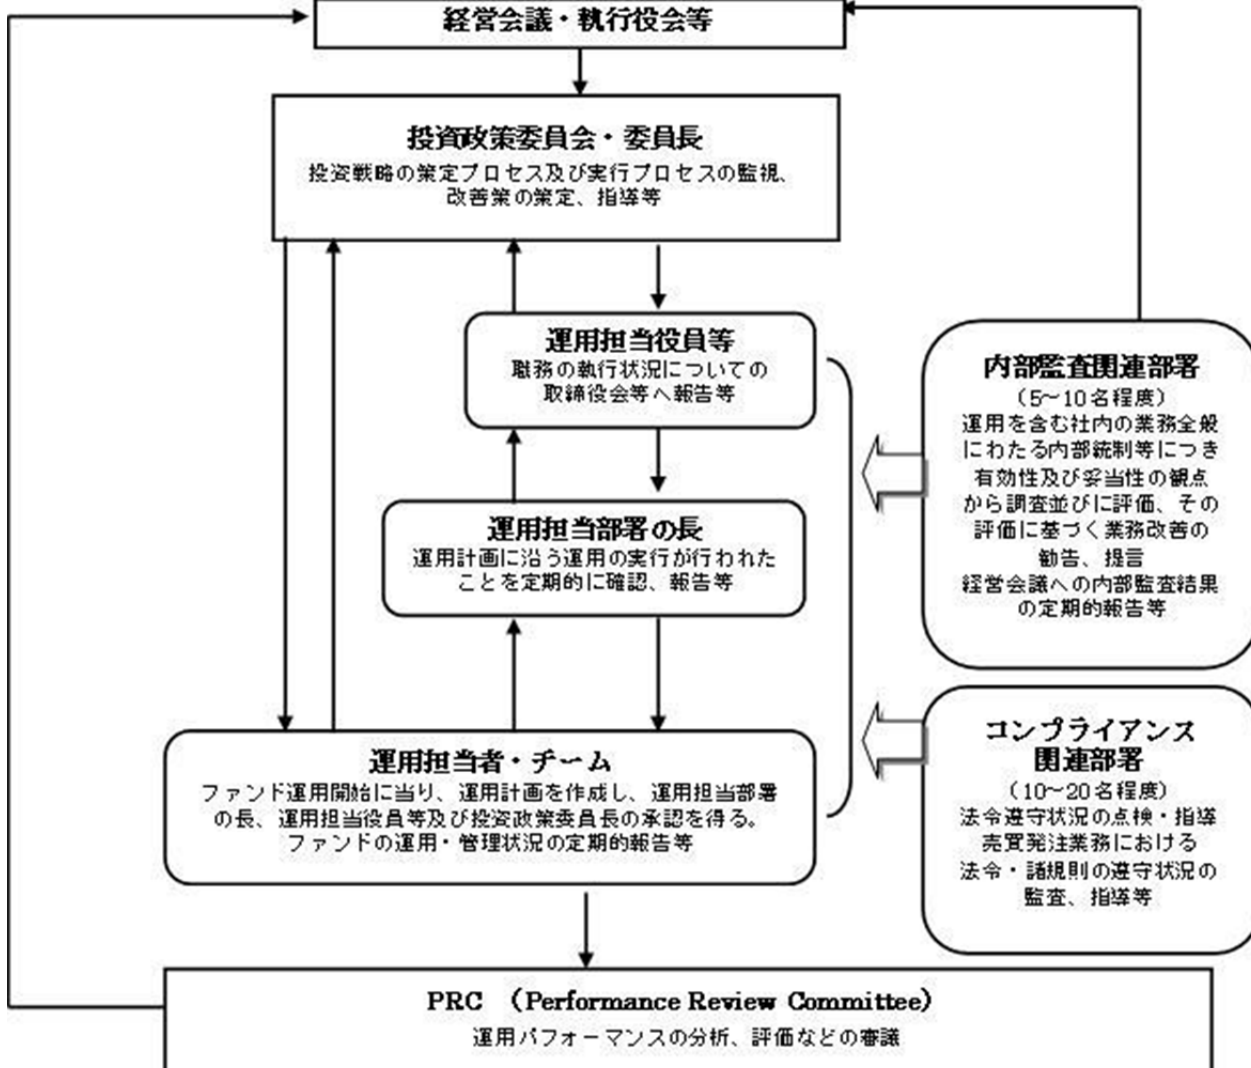 経営会議・執行役会等
投資政策委員会・委員長
投資戦略の策定プロセス及び実行プロセスの監視、
改善策の策定、指導等
運用担当役員等
職務の執行状況についての
取締役会等へ報告等
運用担当部署の長
運用計画に沿う運用の実行が行われた
ことを定期的に確認、報告等
運用担当者・チーム
ファンド運用開始に当り、運用計画を作成し、運用担当部署
の長、運用担当役員等及び投資政策委員長の承認を得る。
ファンドの運用・管理状況の定期的報告等
内部監査関連部署
（5～10名程度）
運用を含む社内の業務全般
にわたる内部統制等につき
有効性及び妥当性の観点
から調査並びに評価、その
評価に基づく業務改善の
勧告、提言
経営会議への内部監査結果
の定期的報告等
コンプライアンス
関連部署
（10～20名程度）
法令遵守状況の点検・指導
売買発注業務における
法令・諸規則の遵守状況の
監査、指導等
PRC （Performance Review Committee）
運用パフォーマンスの分析、評価などの審議